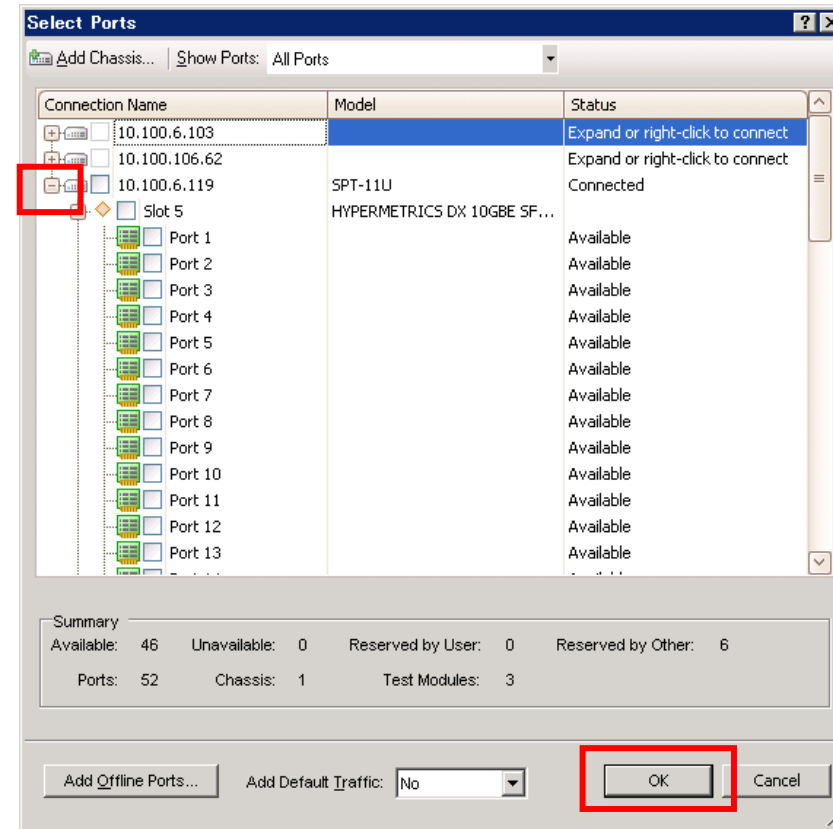 Select Ports
Add Chassis... Show Ports: All Ports
Connection Name Model Status
10.100.6.103 Expand or right-click to connect
10.100.106.62 Expand or right-click to connect
10.100.6.119 SPT-11U Connected
Slot 5 HYPERMETRICS DX 10GBE SF...
Port 1 Available
Port 2 Available
Port 3 Available
Port 4 Available
Port 5 Available
Port 6 Available
Port 7 Available
Port 8 Available
Port 9 Available
Port 10 Available
Port 11 Available
Port 12 Available
Port 13 Available
Summary
Available: 46 Unavailable: 0 Reserved by User: 0 Reserved by Other: 6
Ports: 52 Chassis: 1 Test Modules: 3
Add Offline Ports... Add Default Traffic: No OK Cancel